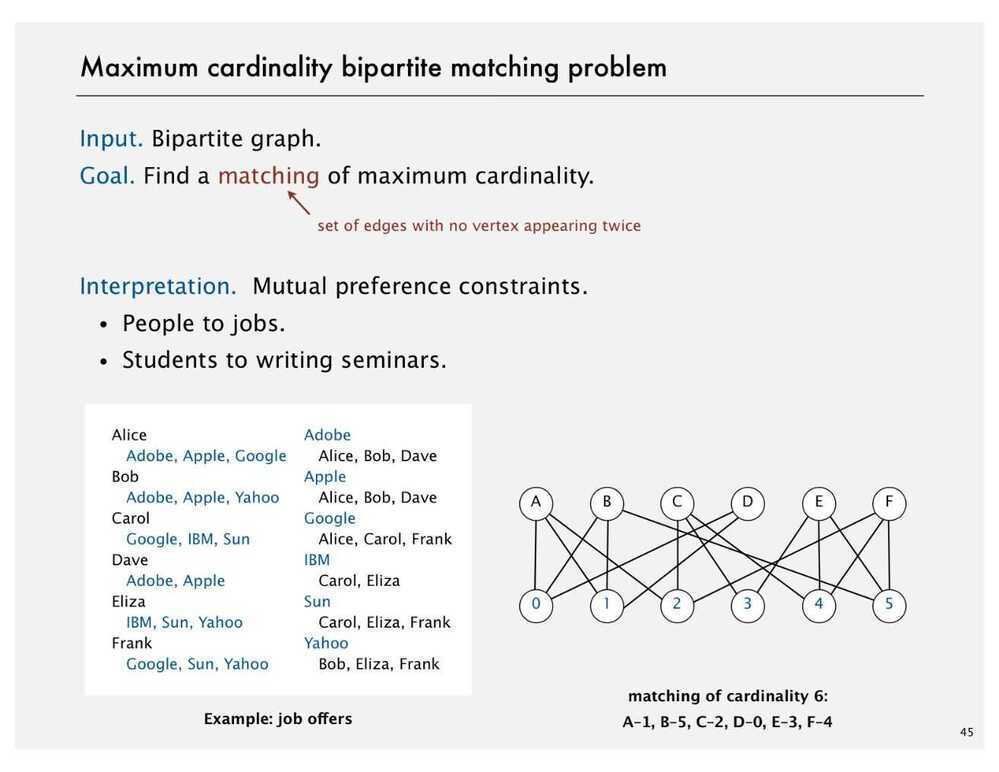 Maximum cardinality bipartite matching problem
Input. Bipartite graph.
Goal. Find a matching of maximum cardinality.
set of edges with no vertex appearing twice
Interpretation. Mutual preference constraints.
• People to jobs.
• Students to writing seminars.
Alice
Adobe, Apple, Google
Bob
Adobe, Apple, Yahoo
Carol
Google, IBM, Sun
Dave
Adobe, Apple
Eliza
IBM, Sun, Yahoo
Frank
Google, Sun, Yahoo
Adobe
Alice, Bob, Dave
Apple
Alice, Bob, Dave
Google
Alice, Carol, Frank
IBM
Carol, Eliza
Sun
Carol, Eliza, Frank
Yahoo
Bob, Eliza, Frank
Example: job offers
A B C D E F
0 1 2 3 4 5
matching of cardinality 6:
A–1, B–5, C–2, D–0, E–3, F–4
45